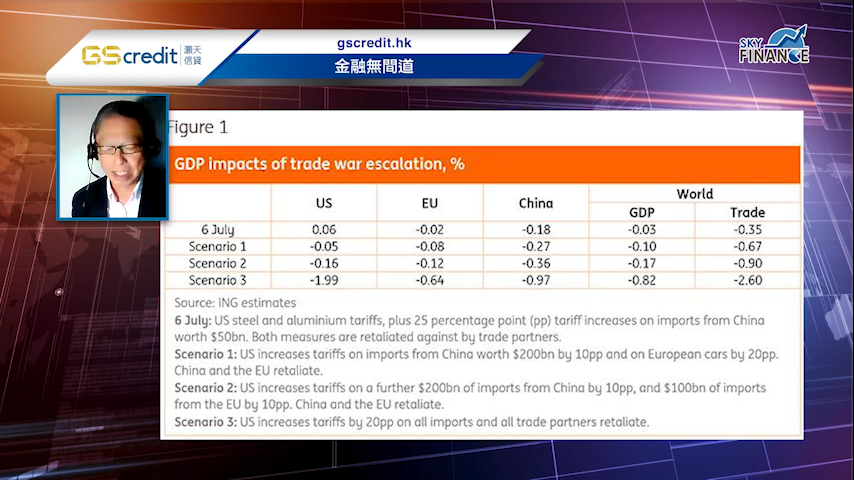 GS credit 灝天信貸
gscredit.hk
金融無間道
SKY FINANCE
Figure 1
GDP impacts of trade war escalation, %
US EU China World
GDP Trade
6 July 0.06 -0.02 -0.18 -0.03 -0.35
Scenario 1 -0.05 -0.08 -0.27 -0.10 -0.67
Scenario 2 -0.16 -0.12 -0.36 -0.17 -0.90
Scenario 3 -1.99 -0.64 -0.97 -0.82 -2.60
Source: ING estimates
6 July: US steel and aluminium tariffs, plus 25 percentage point (pp) tariff increases on imports from China
worth $50bn. Both measures are retaliated against by trade partners.
Scenario 1: US increases tariffs on imports from China worth $200bn by 10pp and on European cars by 20pp.
China and the EU retaliate.
Scenario 2: US increases tariffs on a further $200bn of imports from China by 10pp, and $100bn of imports
from the EU by 10pp. China and the EU retaliate.
Scenario 3: US increases tariffs by 20pp on all imports and all trade partners retaliate.